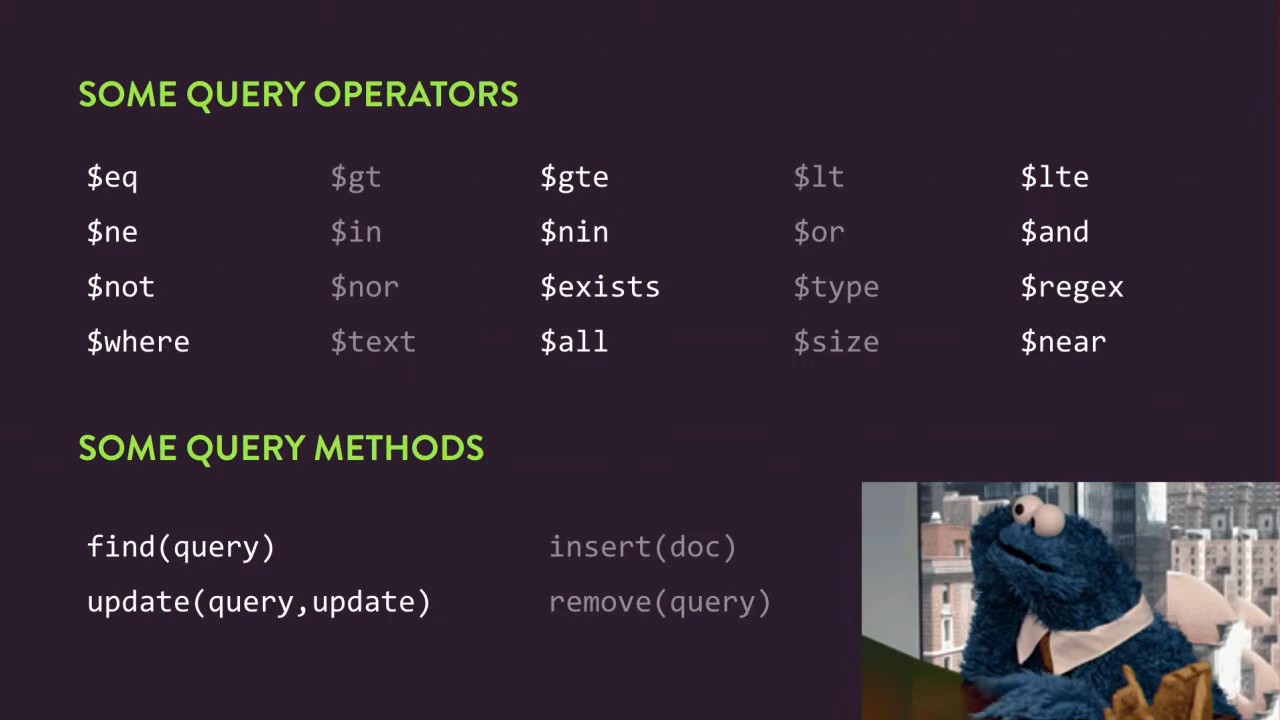 SOME QUERY OPERATORS
$eq $gt $gte $lt $lte
$ne $in $nin $or $and
$not $nor $exists $type $regex
$where $text $all $size $near
SOME QUERY METHODS
find(query) insert(doc)
update(query,update) remove(query)